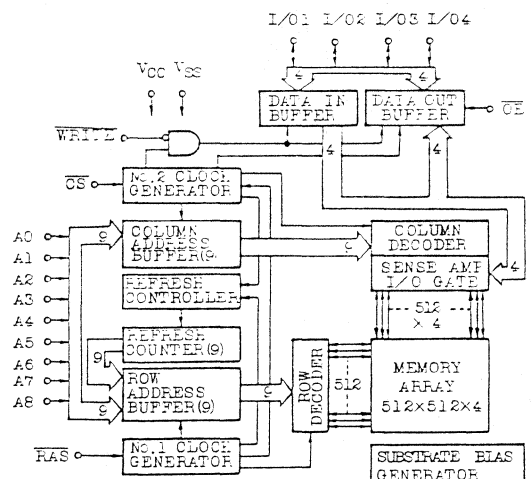 I/O1 I/O2 I/O3 I/O4
VCC VSS
4 4
DATA IN BUFFER
DATA OUT BUFFER
OE
WRITE
4
CS
No.2 CLOCK GENERATOR
A0
A1
A2
A3
A4
A5
A6
A7
A8
9
COLUMN ADDRESS BUFFER(9)
9
COLUMN DECODER
SENSE AMP I/O GATE
4
REFRESH CONTROLLER
512 × 4
REFRESH COUNTER(9)
9
ROW ADDRESS BUFFER(9)
9
9
ROW DECODER
512
MEMORY ARRAY 512×512×4
RAS
No.1 CLOCK GENERATOR
SUBSTRATE BIAS GENERATOR